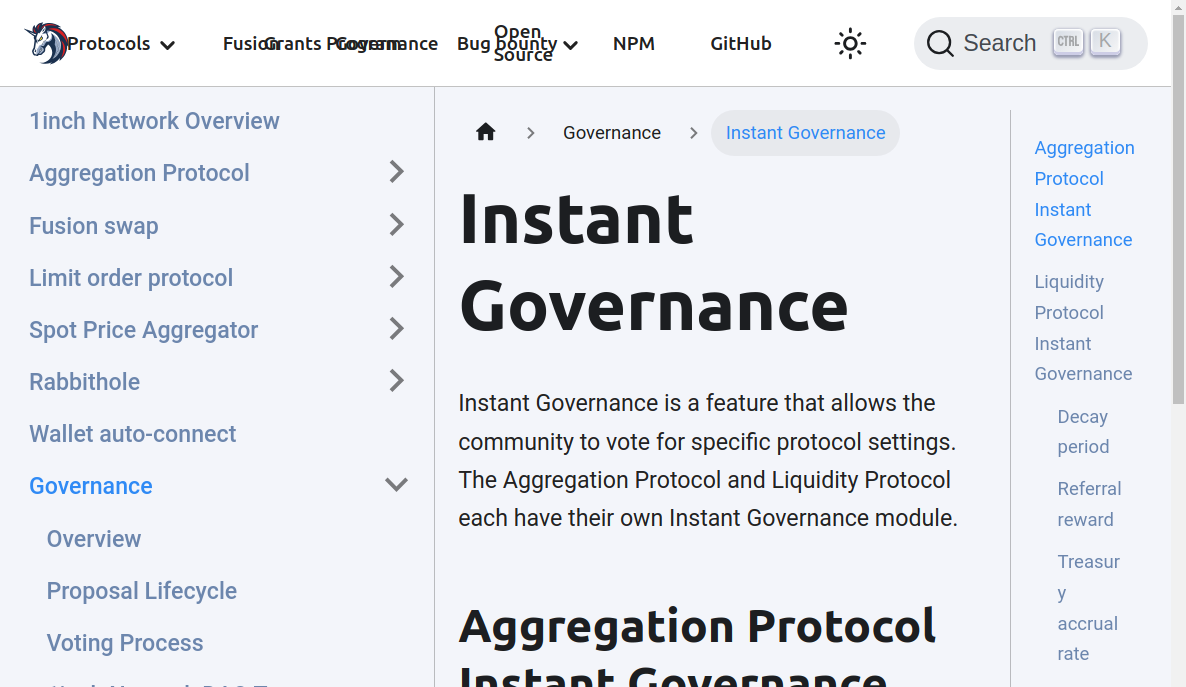 Protocols
Fusion
Grants Program
Governance
Bug bounty
Open
Source
NPM
GitHub
Search CTRL K
1inch Network Overview
Aggregation Protocol
Fusion swap
Limit order protocol
Spot Price Aggregator
Rabbithole
Wallet auto-connect
Governance
Overview
Proposal Lifecycle
Voting Process
Governance
Instant Governance
Instant
Governance
Instant Governance is a feature that allows the
community to vote for specific protocol settings.
The Aggregation Protocol and Liquidity Protocol
each have their own Instant Governance module.
Aggregation Protocol
Instant Governance
Aggregation
Protocol
Instant
Governance
Liquidity
Protocol
Instant
Governance
Decay
period
Referral
reward
Treasur
y
accrual
rate